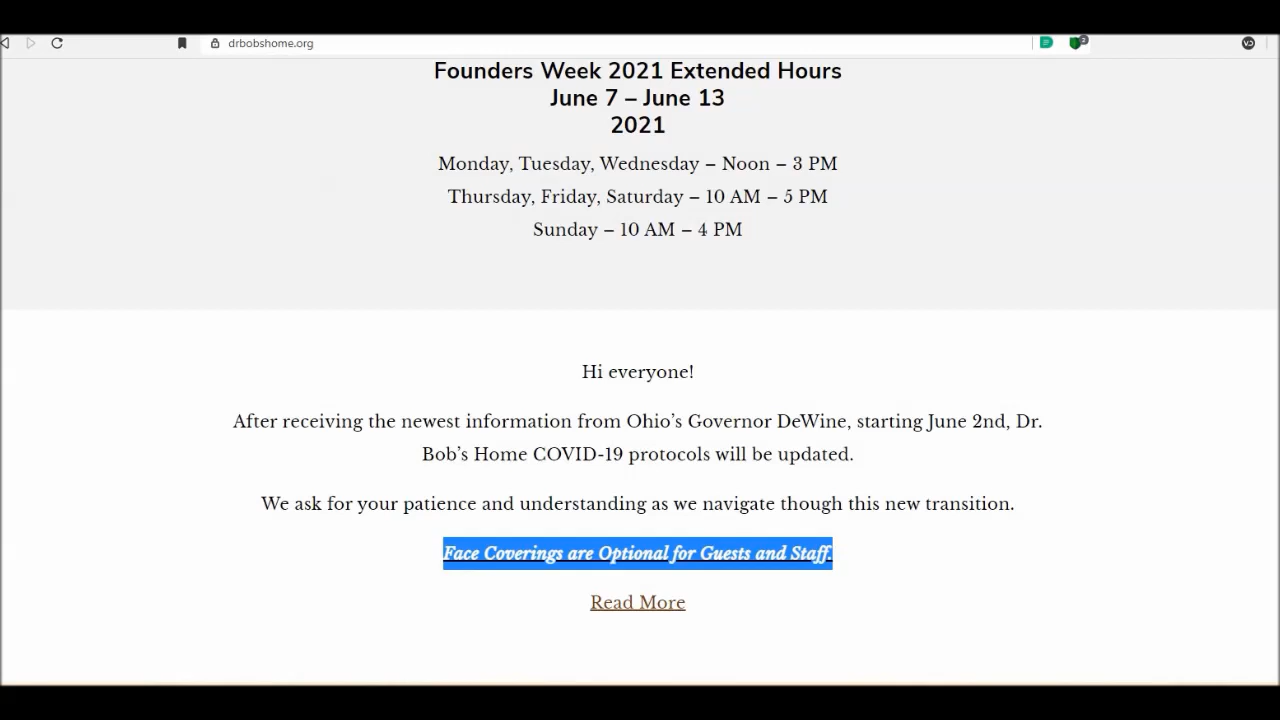 drbobshome.org
2
Founders Week 2021 Extended Hours
June 7 – June 13
2021
Monday, Tuesday, Wednesday – Noon – 3 PM
Thursday, Friday, Saturday – 10 AM – 5 PM
Sunday – 10 AM – 4 PM
Hi everyone!
After receiving the newest information from Ohio’s Governor DeWine, starting June 2nd, Dr.
Bob’s Home COVID-19 protocols will be updated.
We ask for your patience and understanding as we navigate though this new transition.
Face Coverings are Optional for Guests and Staff.
Read More